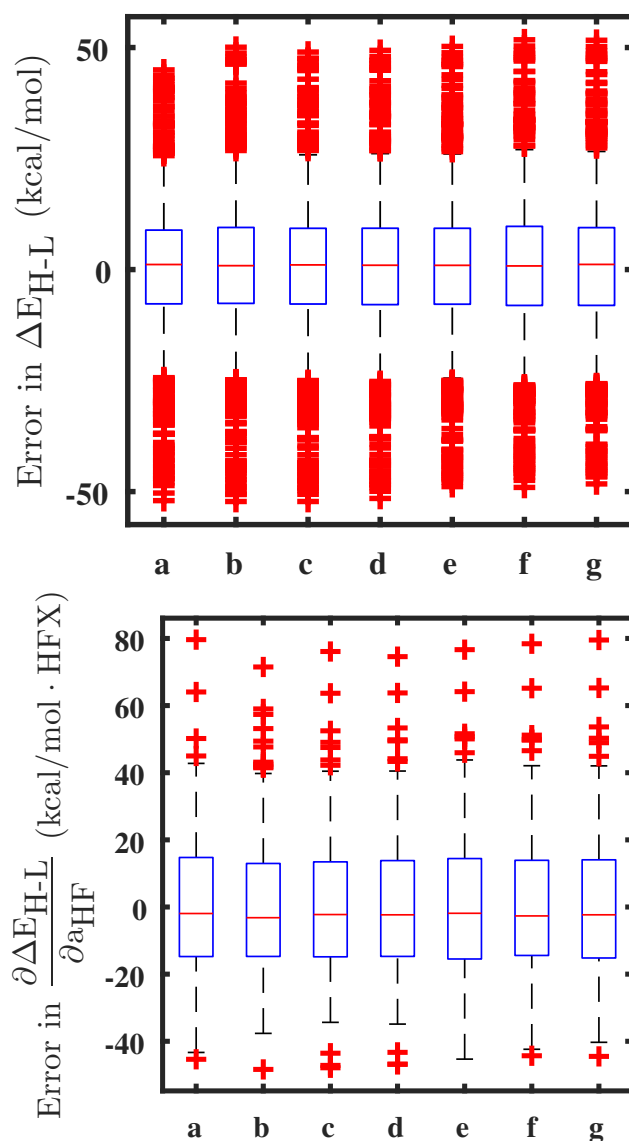 Error in ΔE_H-L (kcal/mol)
50
0
-50
a b c d e f g
Error in ∂ΔE_H-L/∂a_HF (kcal/mol · HFX)
80
60
40
20
0
-20
-40
a b c d e f g